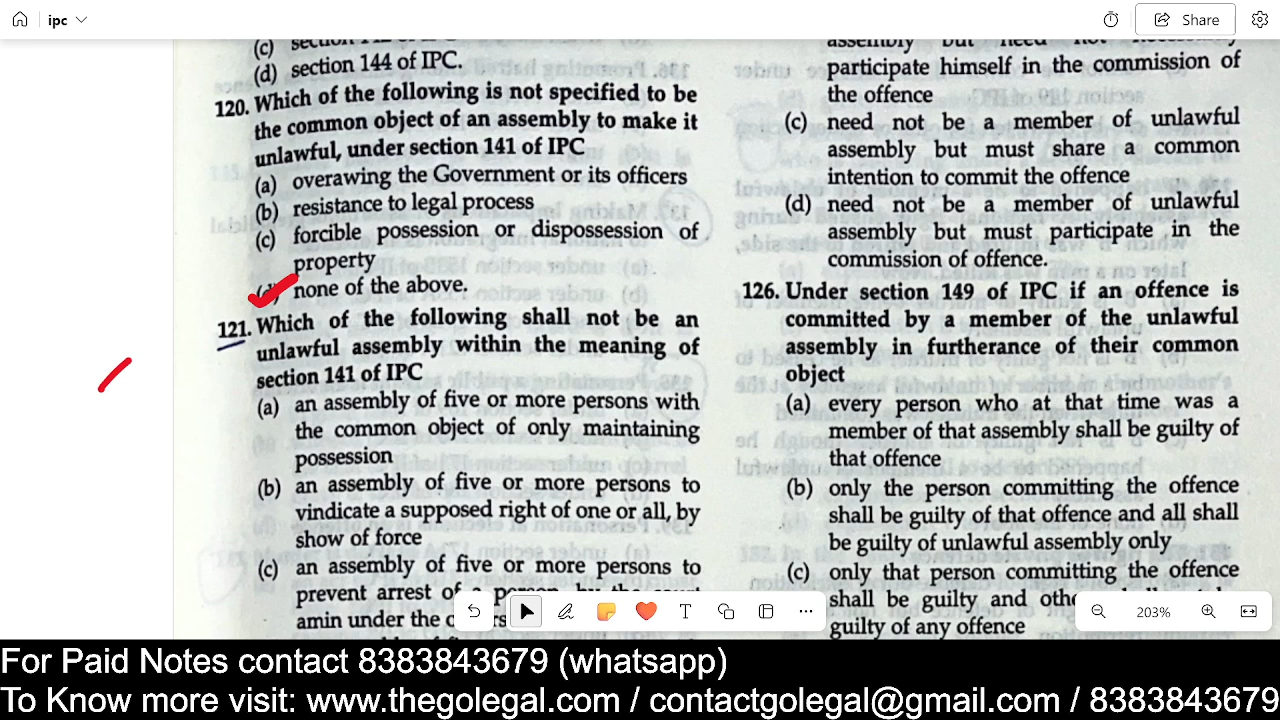 ipc
Share
(c)
(d) section 144 of IPC.
120. Which of the following is not specified to be
the common object of an assembly to make it
unlawful, under section 141 of IPC
(a) overawing the Government or its officers
(b) resistance to legal process
(c) forcible possession or dispossession of
property
none of the above.
121. Which of the following shall not be an
unlawful assembly within the meaning of
section 141 of IPC
(a) an assembly of five or more persons with
the common object of only maintaining
possession
(b) an assembly of five or more persons to
vindicate a supposed right of one or all, by
show of force
(c) an assembly of five or more persons to
prevent arrest of
amin under the
assembly but need not
participate himself in the commission of
the offence
(c) need not be a member of unlawful
assembly but must share a common
intention to commit the offence
(d) need not be a member of unlawful
assembly but must participate in the
commission of offence.
126. Under section 149 of IPC if an offence is
committed by a member of the unlawful
assembly in furtherance of their common
object
(a) every person who at that time was a
member of that assembly shall be guilty of
that offence
(b) only the person committing the offence
shall be guilty of that offence and all shall
be guilty of unlawful assembly only
(c) only that person committing the offence
shall be guilty and
guilty of any offence
T
203%
For Paid Notes contact 8383843679 (whatsapp)
To Know more visit: www.thegolegal.com / contactgolegal@gmail.com / 8383843679